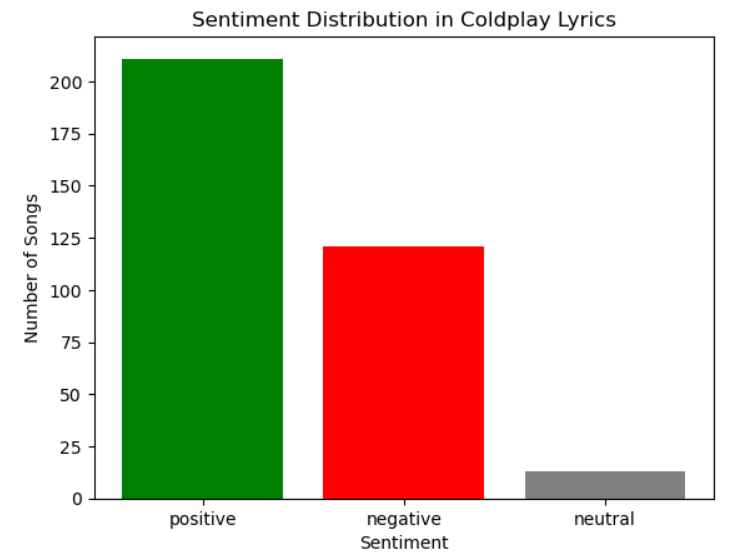 Sentiment Distribution in Coldplay Lyrics
Number of Songs
200
175
150
125
100
75
50
25
0
positive negative neutral
Sentiment